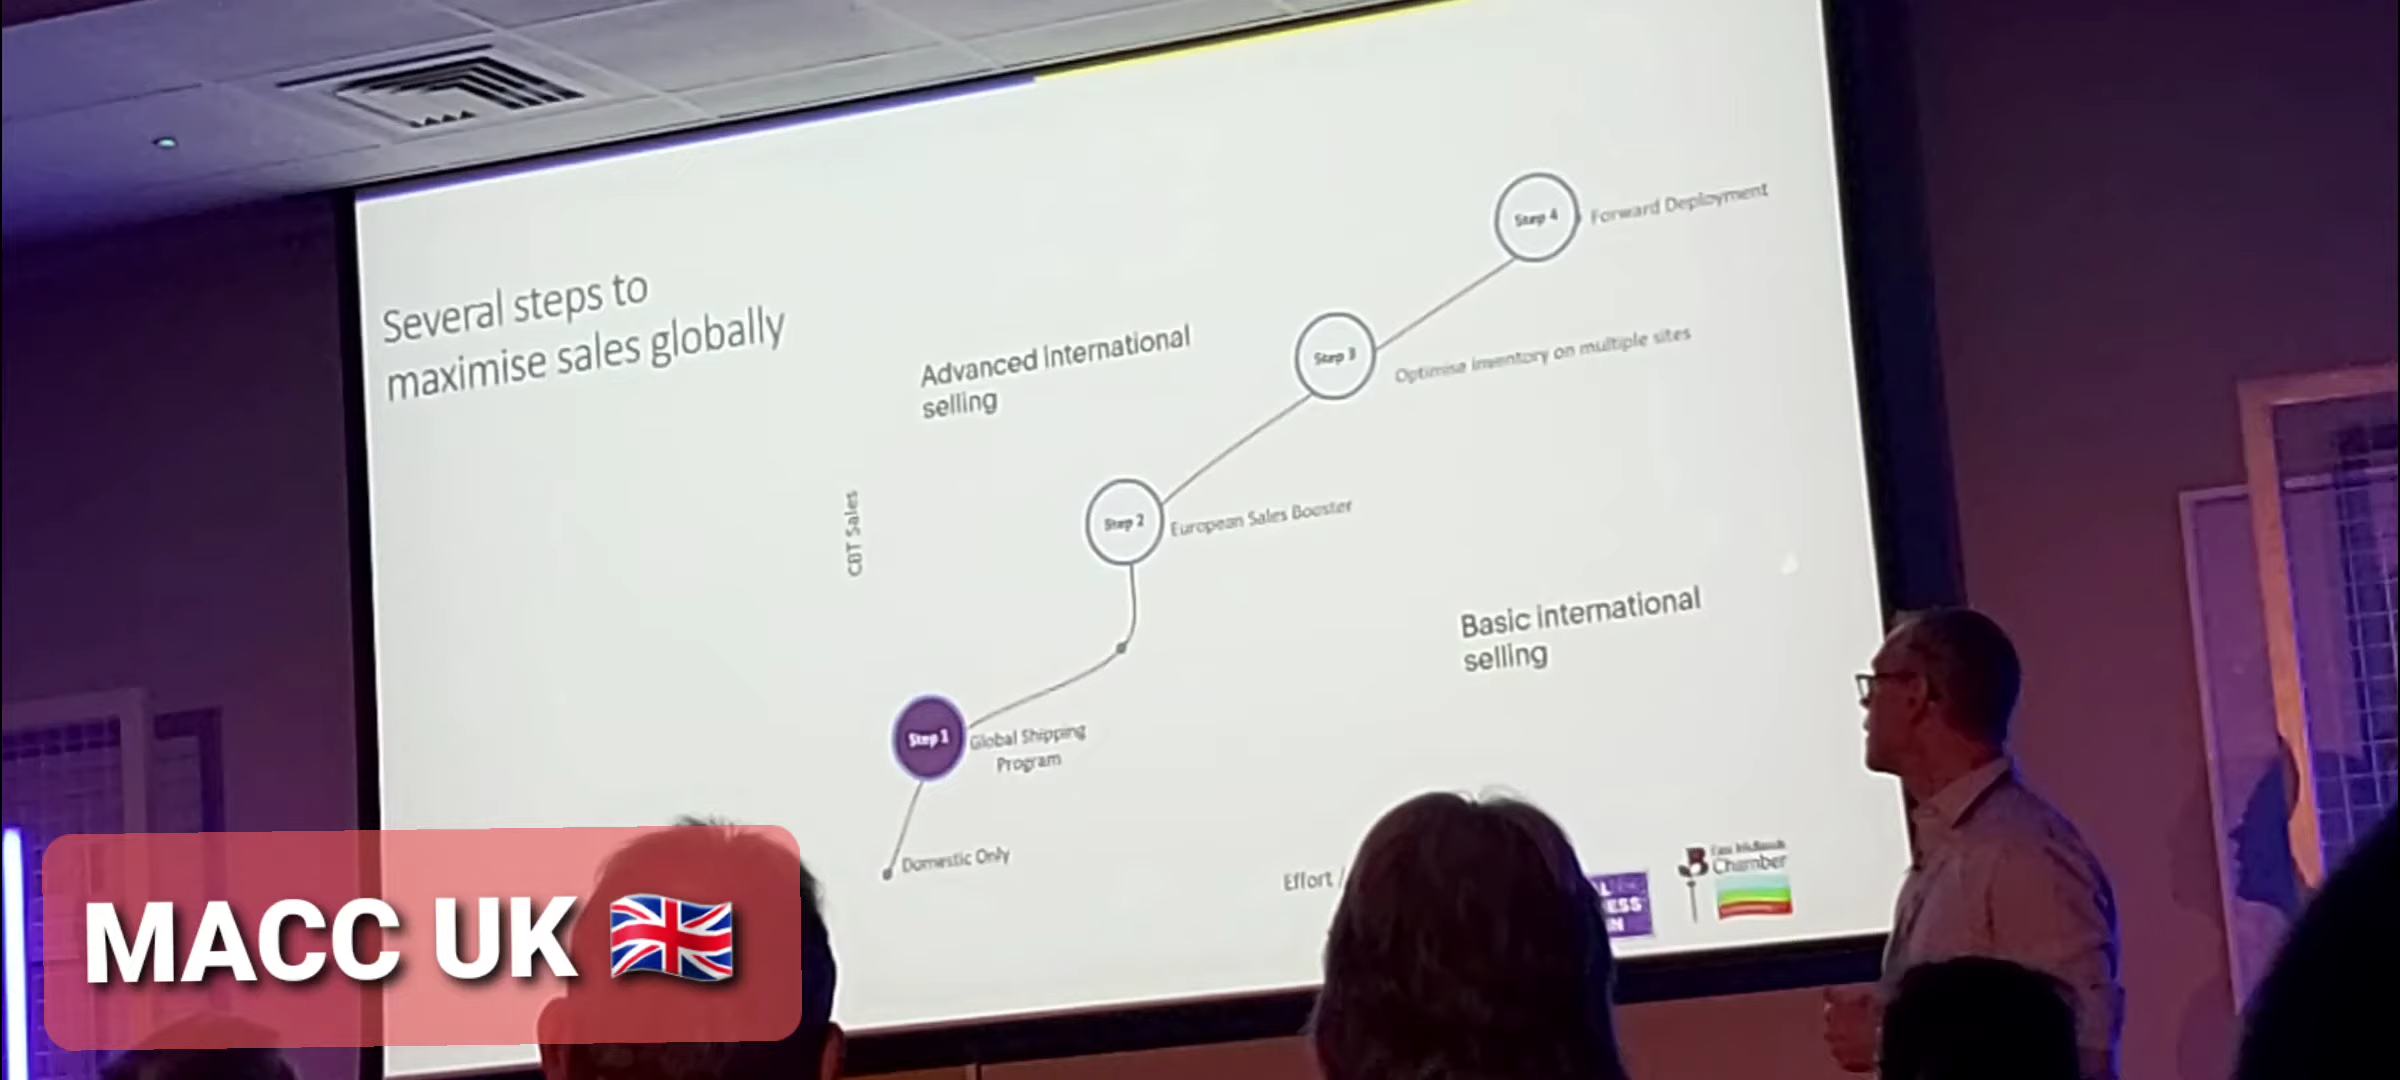 Several steps to
maximise sales globally
Advanced international
selling
CBT Sales
Step 4
Forward Deployment
Step 3
Optimise inventory on multiple sites
Step 2
European Sales Booster
Basic international
selling
Step 1
Global Shipping
Program
Domestic Only
Effort /
East Midlands
Chamber
MACC UK 🇬🇧